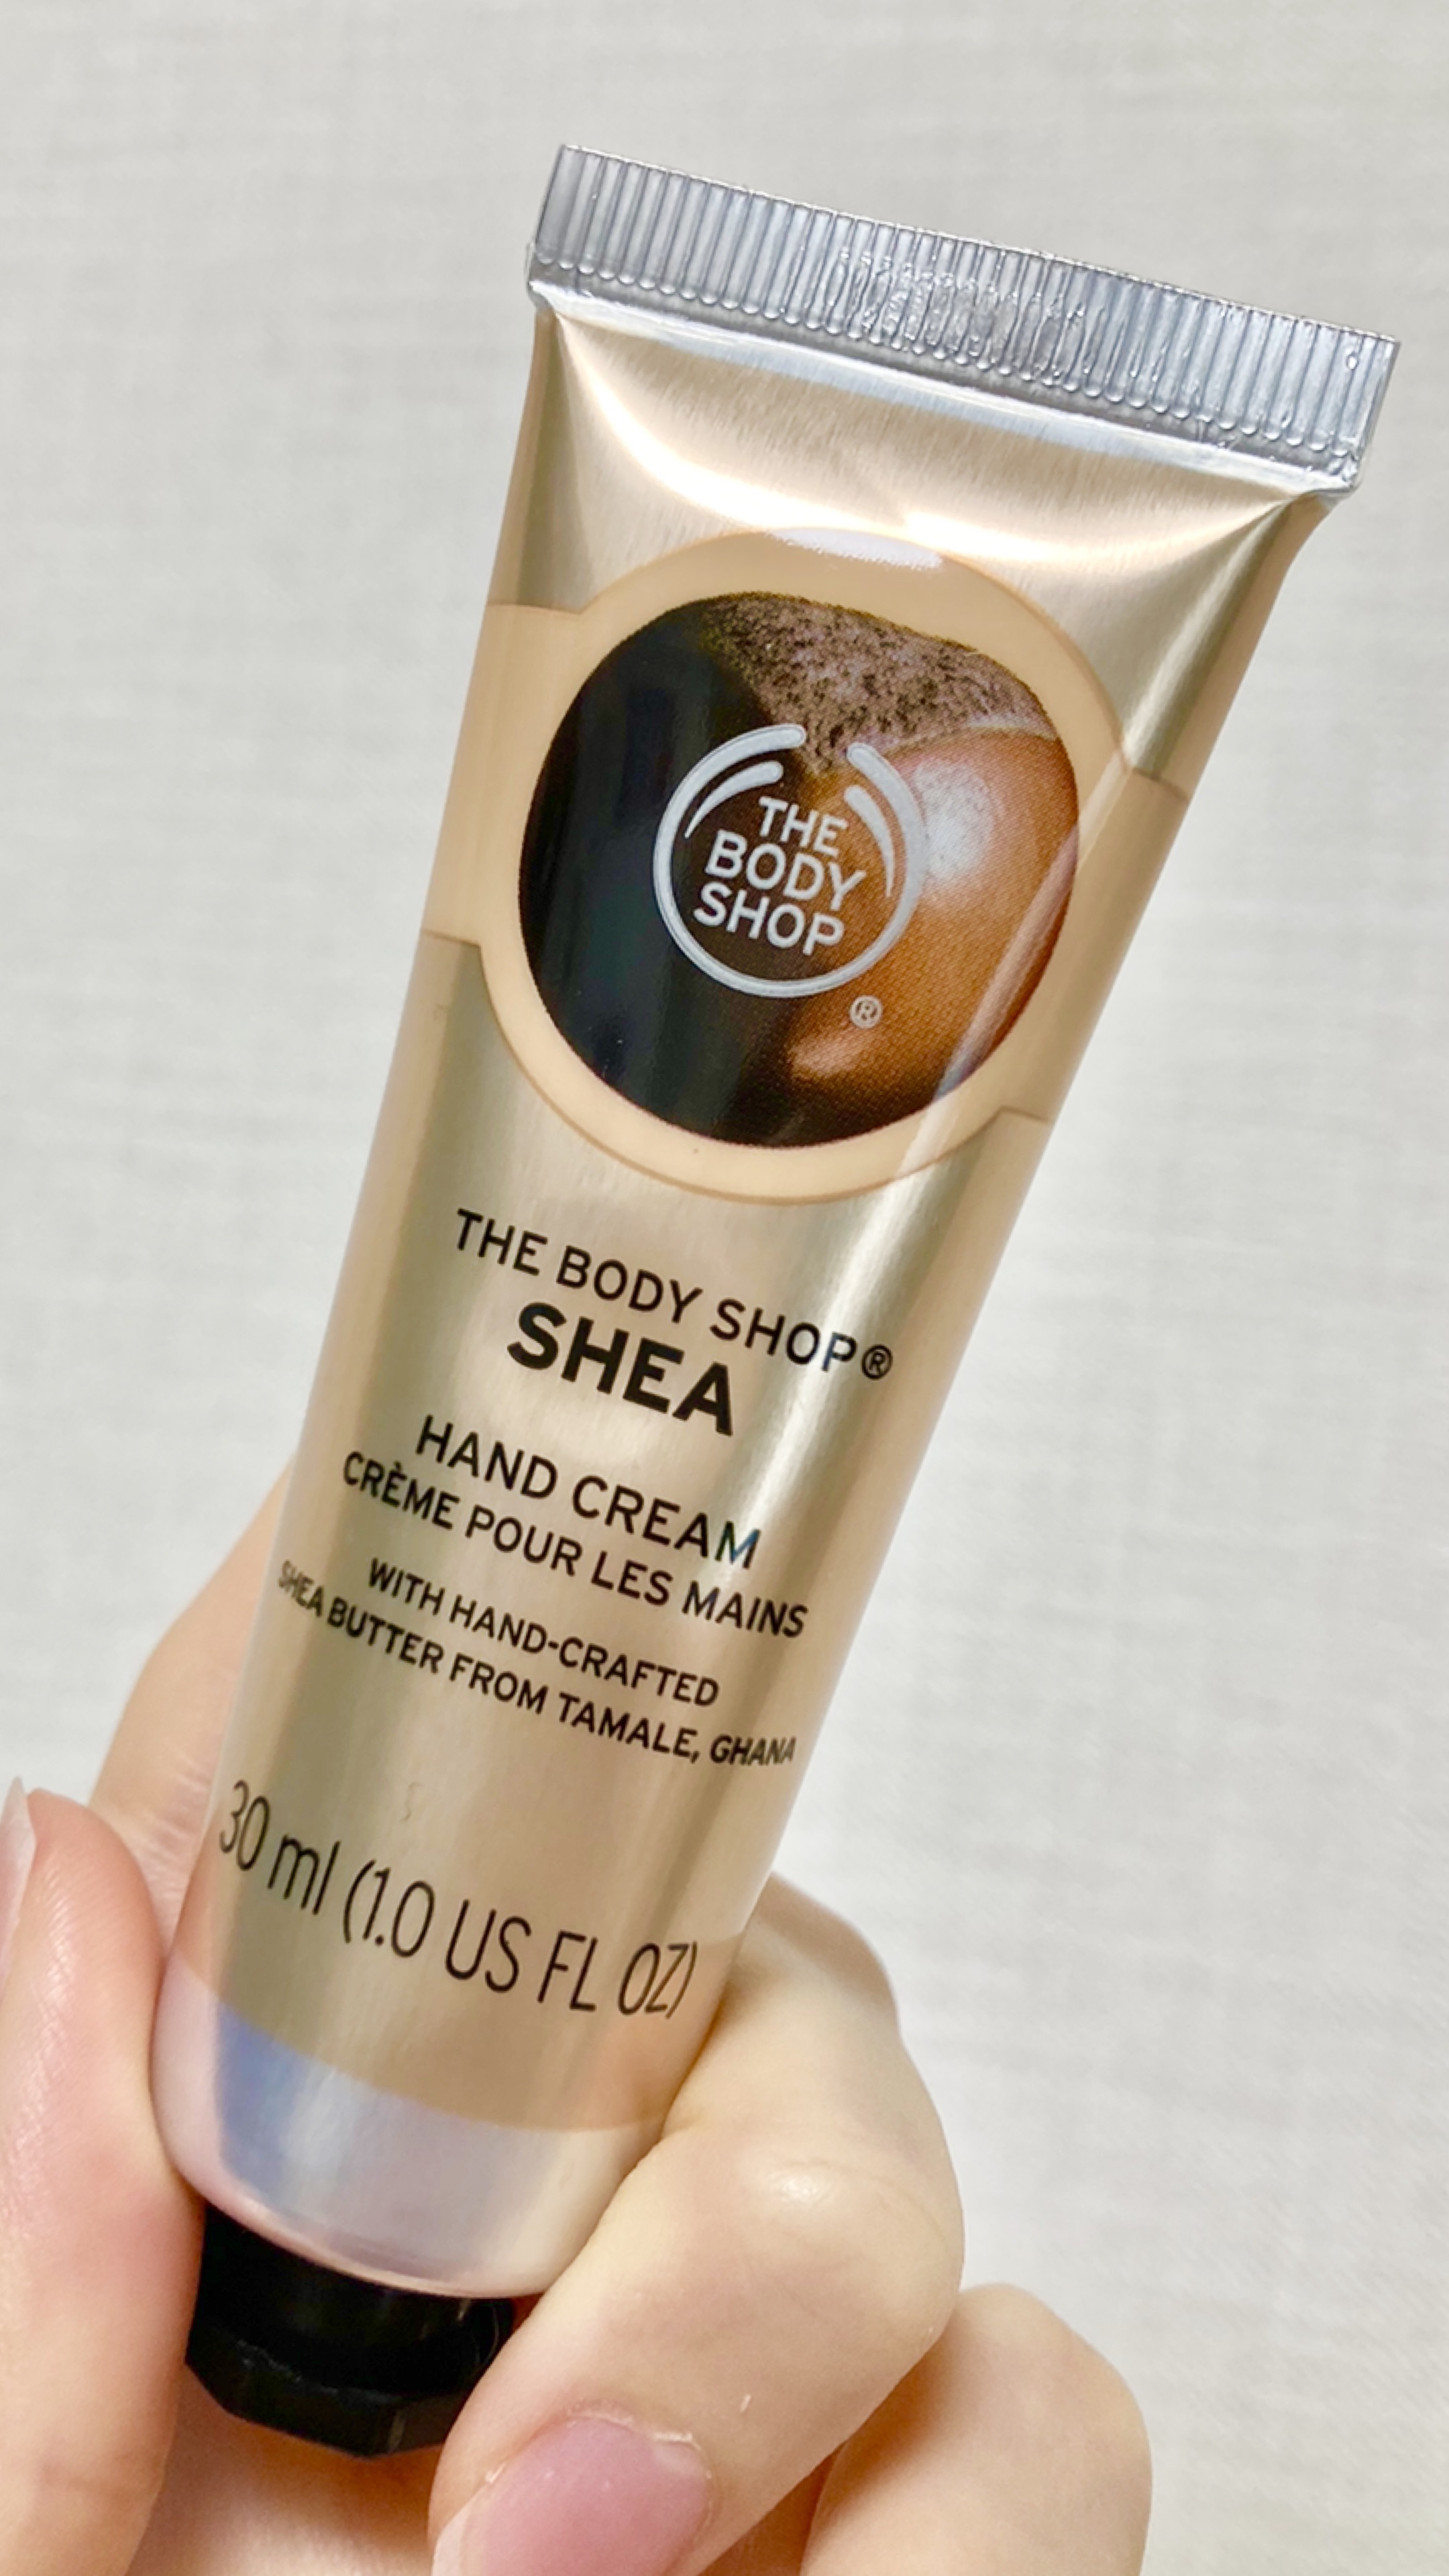 THE
BODY
SHOP
®
THE BODY SHOP®
SHEA
HAND CREAM
CRÈME POUR LES MAINS
WITH HAND-CRAFTED
SHEA BUTTER FROM TAMALE, GHANA
30 ml (1.0 US FL OZ)